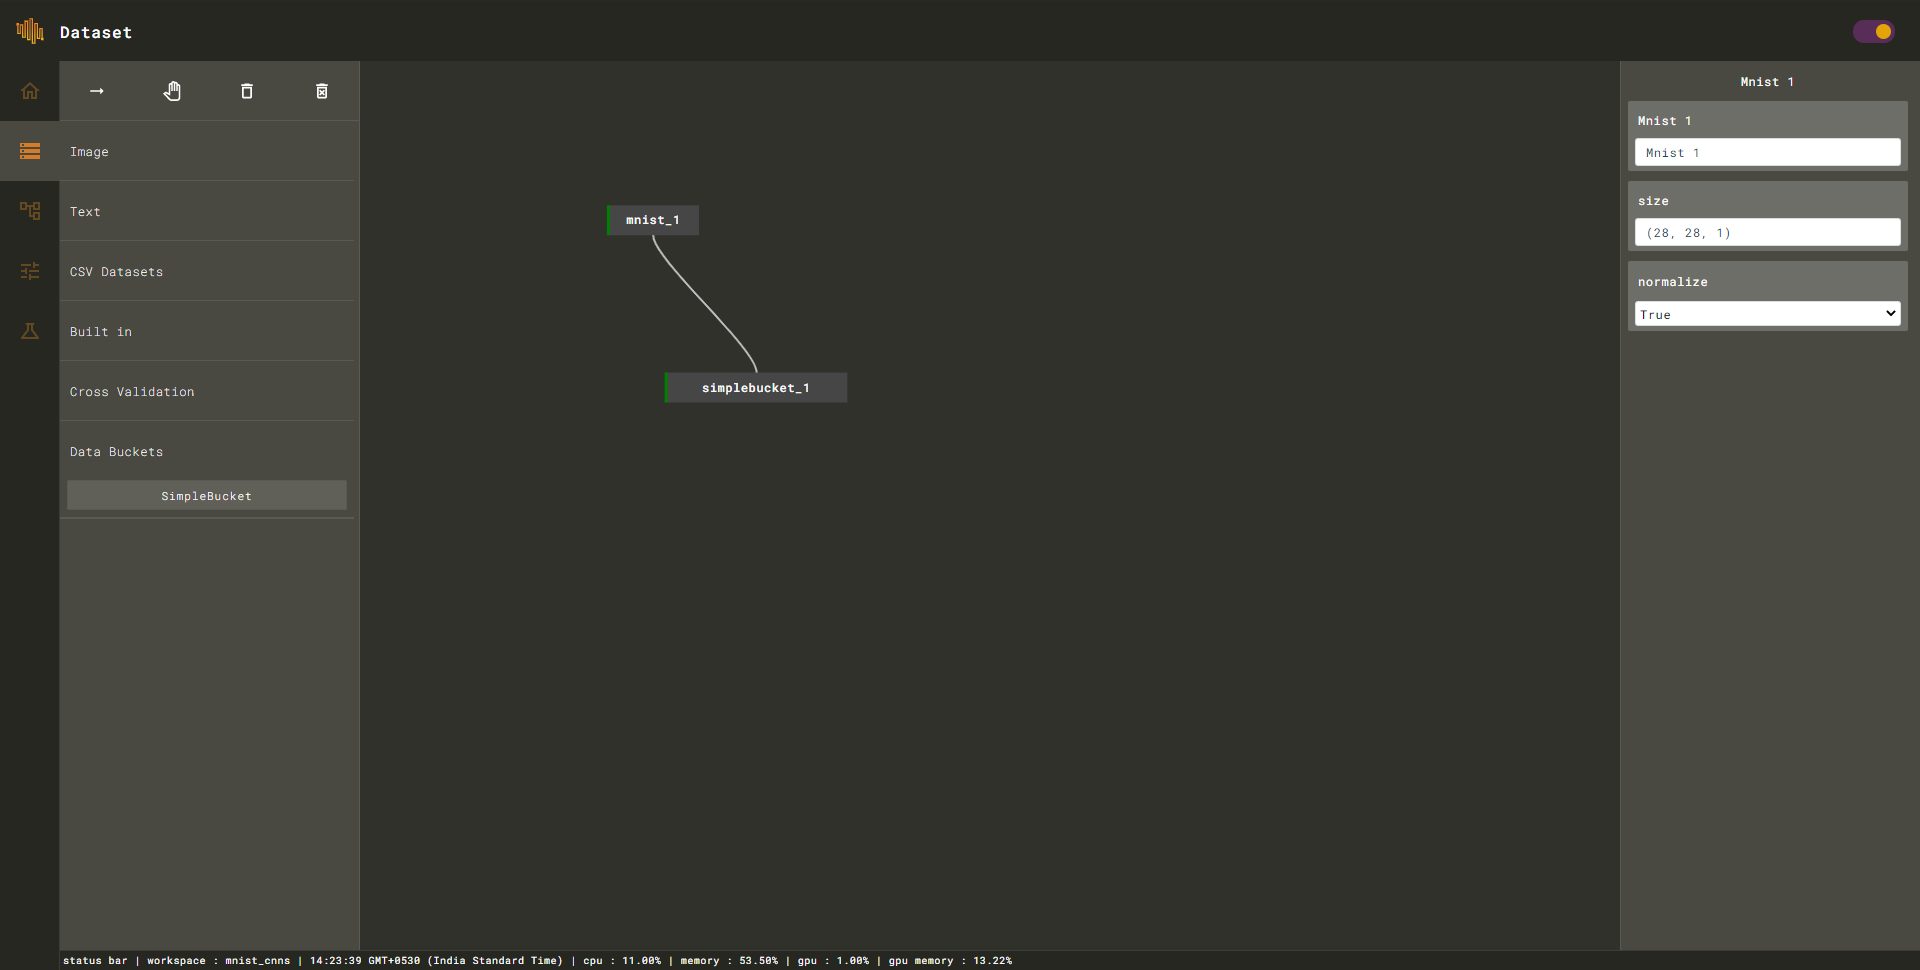 Dataset
Image
Text
CSV Datasets
Built in
Cross Validation
Data Buckets
SimpleBucket
mnist_1
simplebucket_1
Mnist 1
Mnist 1
Mnist 1
size
(28, 28, 1)
normalize
True
status bar | workspace : mnist_cnns | 14:23:39 GMT+0530 (India Standard Time) | cpu : 11.00% | memory : 53.50% | gpu : 1.00% | gpu memory : 13.22%